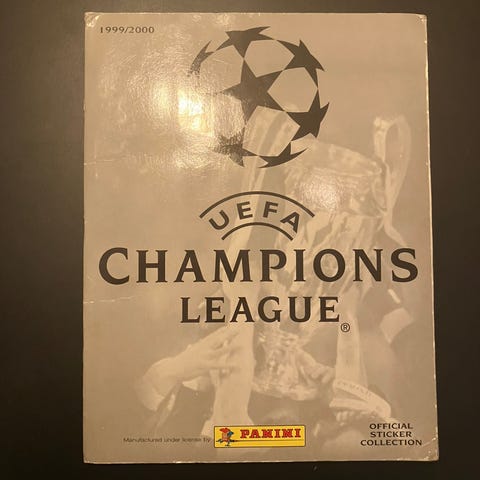 1999/2000
UEFA
CHAMPIONS
LEAGUE®
Manufactured under license by PANINI
OFFICIAL
STICKER
COLLECTION